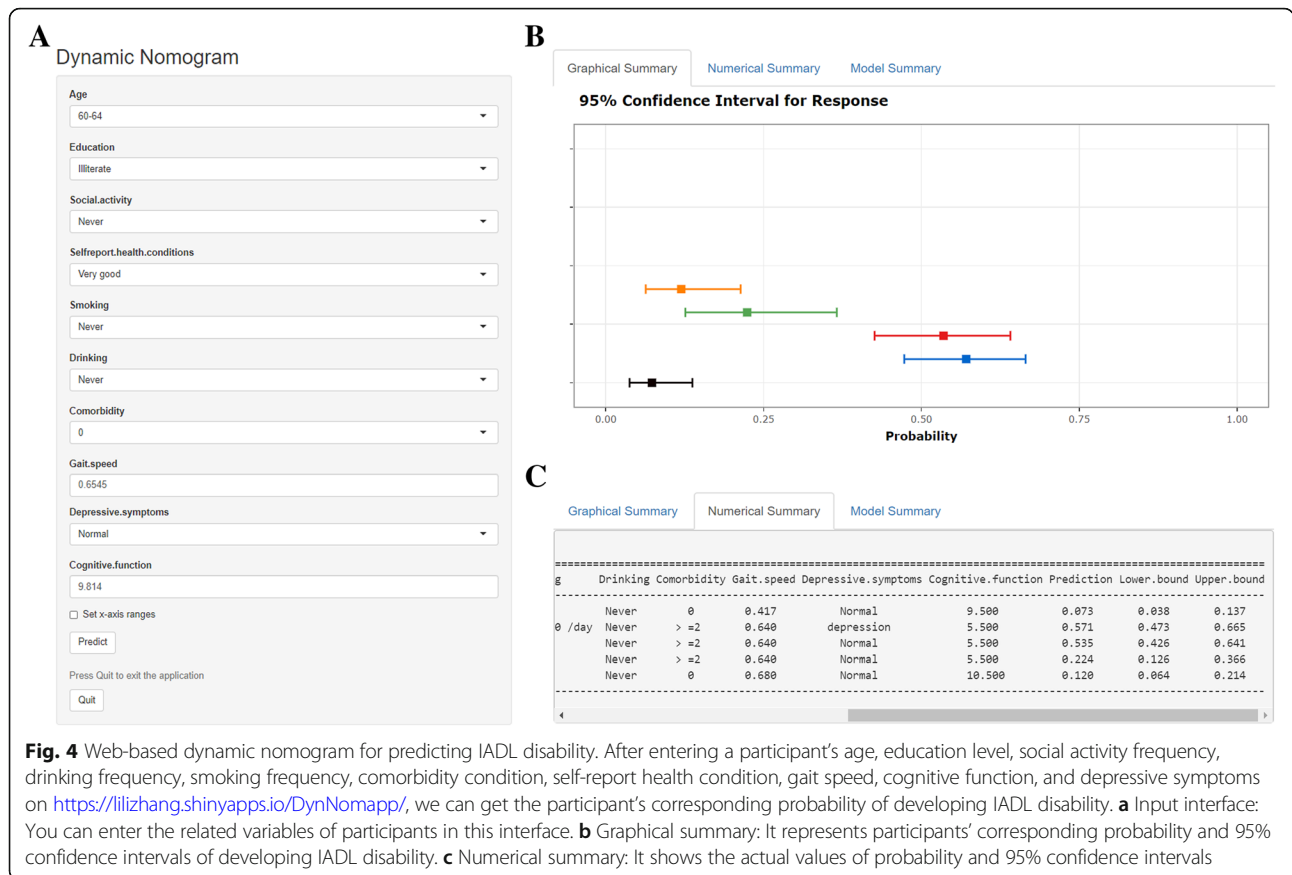 A
Dynamic Nomogram
Age
60-64
Education
Illiterate
Social.activity
Never
Selfreport.health.conditions
Very good
Smoking
Never
Drinking
Never
Comorbidity
0
Gait.speed
0.6545
Depressive.symptoms
Normal
Cognitive.function
9.814
Set x-axis ranges
Predict
Press Quit to exit the application
Quit
B
Graphical Summary Numerical Summary Model Summary
95% Confidence Interval for Response
0.00 0.25 0.50 0.75 1.00
Probability
C
Graphical Summary Numerical Summary Model Summary
==========================================================================================
g Drinking Comorbidity Gait.speed Depressive.symptoms Cognitive.function Prediction Lower.bound Upper.bound
------------------------------------------------------------------------------------------
Never 0 0.417 Normal 9.500 0.073 0.038 0.137
0 /day Never > =2 0.640 depression 5.500 0.571 0.473 0.665
Never > =2 0.640 Normal 5.500 0.535 0.426 0.641
Never > =2 0.640 Normal 5.500 0.224 0.126 0.366
Never 0 0.680 Normal 10.500 0.120 0.064 0.214
------------------------------------------------------------------------------------------
Fig. 4 Web-based dynamic nomogram for predicting IADL disability. After entering a participant's age, education level, social activity frequency,
drinking frequency, smoking frequency, comorbidity condition, self-report health condition, gait speed, cognitive function, and depressive symptoms
on https://lilizhang.shinyapps.io/DynNomapp/, we can get the participant's corresponding probability of developing IADL disability. a Input interface:
You can enter the related variables of participants in this interface. b Graphical summary: It represents participants' corresponding probability and 95%
confidence intervals of developing IADL disability. c Numerical summary: It shows the actual values of probability and 95% confidence intervals